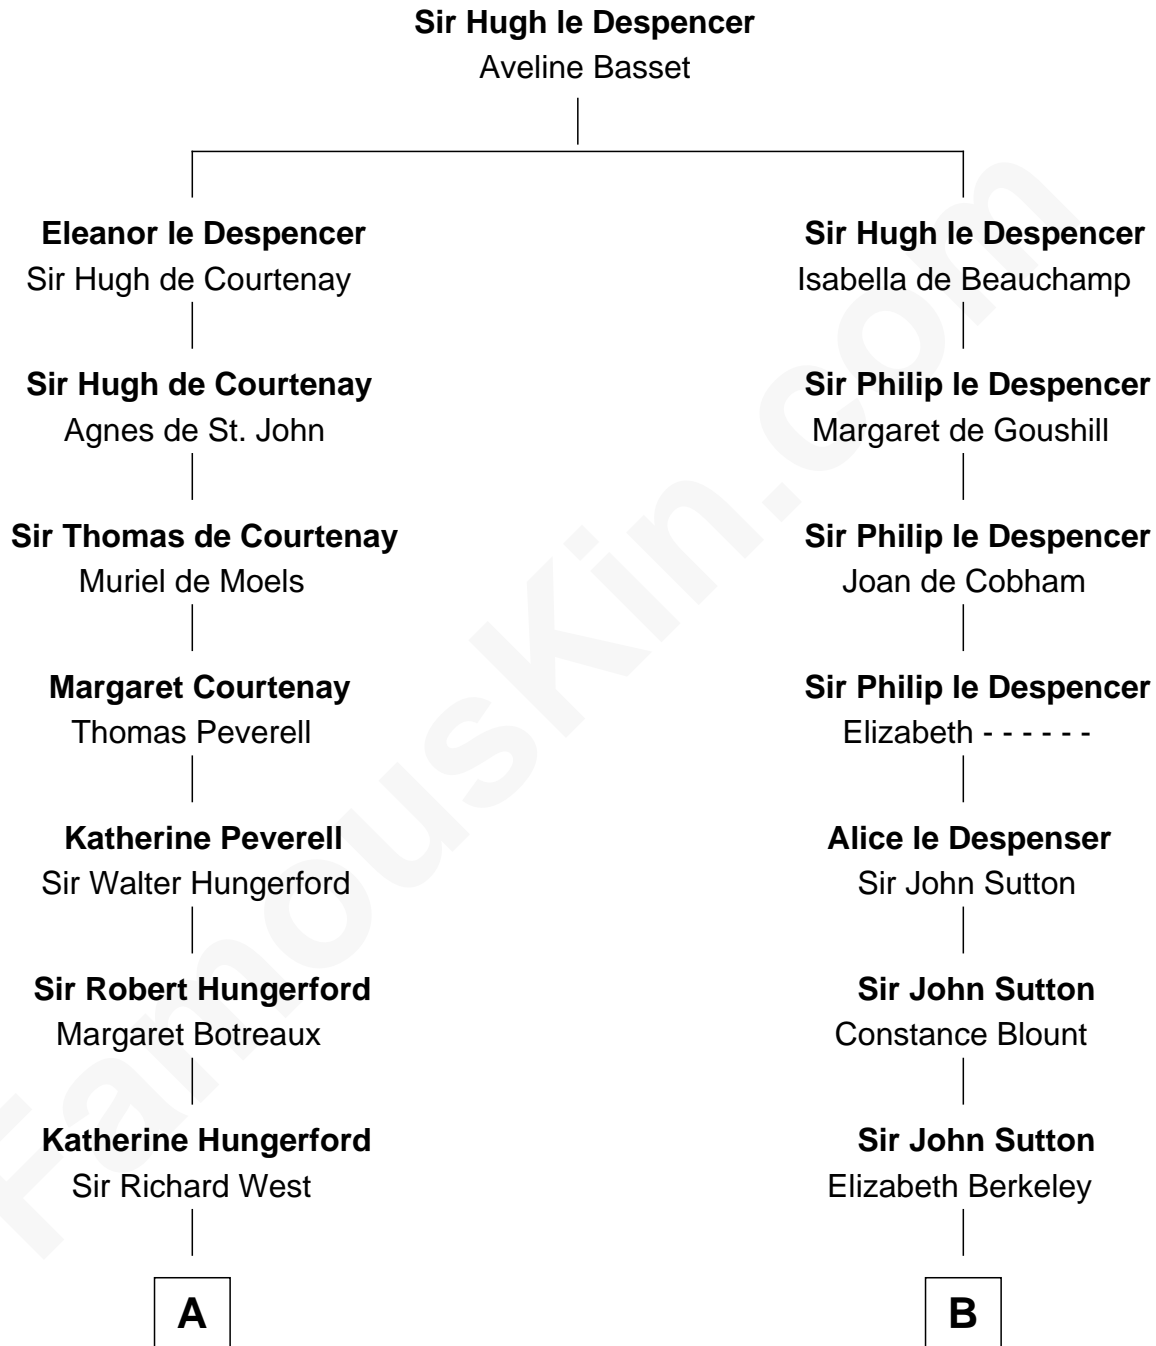 Sir Hugh le Despencer
Aveline Basset
Eleanor le Despencer
Sir Hugh de Courtenay
Sir Hugh de Courtenay
Agnes de St. John
Sir Thomas de Courtenay
Muriel de Moels
Margaret Courtenay
Thomas Peverell
Katherine Peverell
Sir Walter Hungerford
Sir Robert Hungerford
Margaret Botreaux
Katherine Hungerford
Sir Richard West
A
Sir Hugh le Despencer
Isabella de Beauchamp
Sir Philip le Despencer
Margaret de Goushill
Sir Philip le Despencer
Joan de Cobham
Sir Philip le Despencer
Elizabeth - - - - - -
Alice le Despenser
Sir John Sutton
Sir John Sutton
Constance Blount
Sir John Sutton
Elizabeth Berkeley
B
FamousKin.com